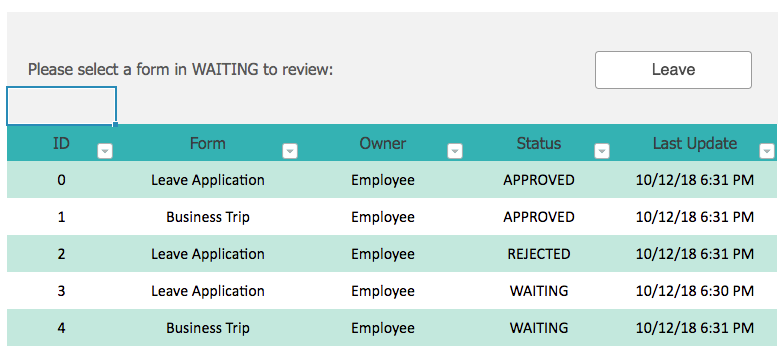 Please select a form in WAITING to review:
Leave
ID Form Owner Status Last Update
0 Leave Application Employee APPROVED 10/12/18 6:31 PM
1 Business Trip Employee APPROVED 10/12/18 6:31 PM
2 Leave Application Employee REJECTED 10/12/18 6:31 PM
3 Leave Application Employee WAITING 10/12/18 6:30 PM
4 Business Trip Employee WAITING 10/12/18 6:31 PM